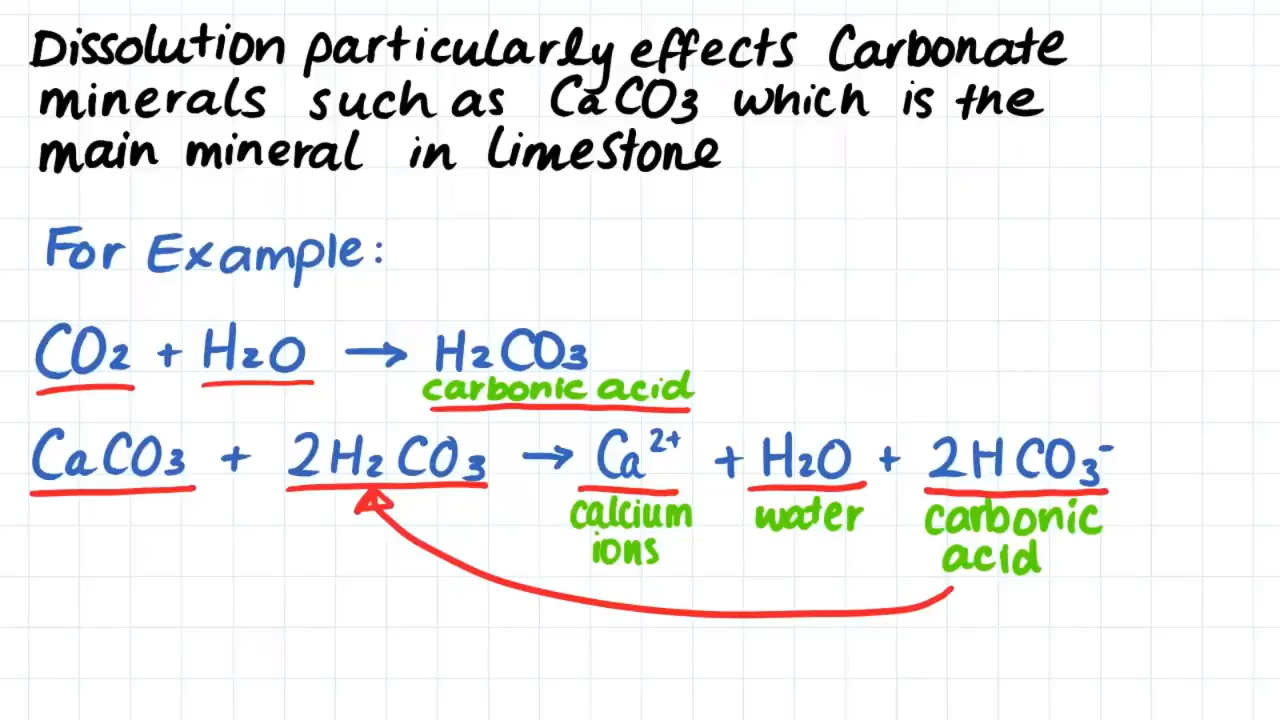 Dissolution particularly effects Carbonate
minerals such as CaCO3 which is the
main mineral in limestone
For Example:
CO2 + H2O → H2CO3
carbonic acid
CaCO3 + 2H2CO3 → Ca2+ + H2O + 2HCO3-
calcium ions
water
carbonic acid